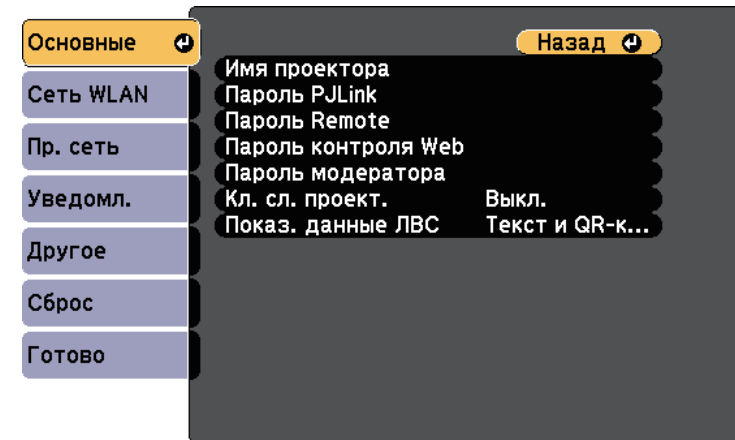 Основные
Сеть WLAN
Пр. сеть
Уведомл.
Другое
Сброс
Готово
Назад
Имя проектора
Пароль PJLink
Пароль Remote
Пароль контроля Web
Пароль модератора
Кл. сл. проект. Выкл.
Показ. данные ЛВС Текст и QR-к...